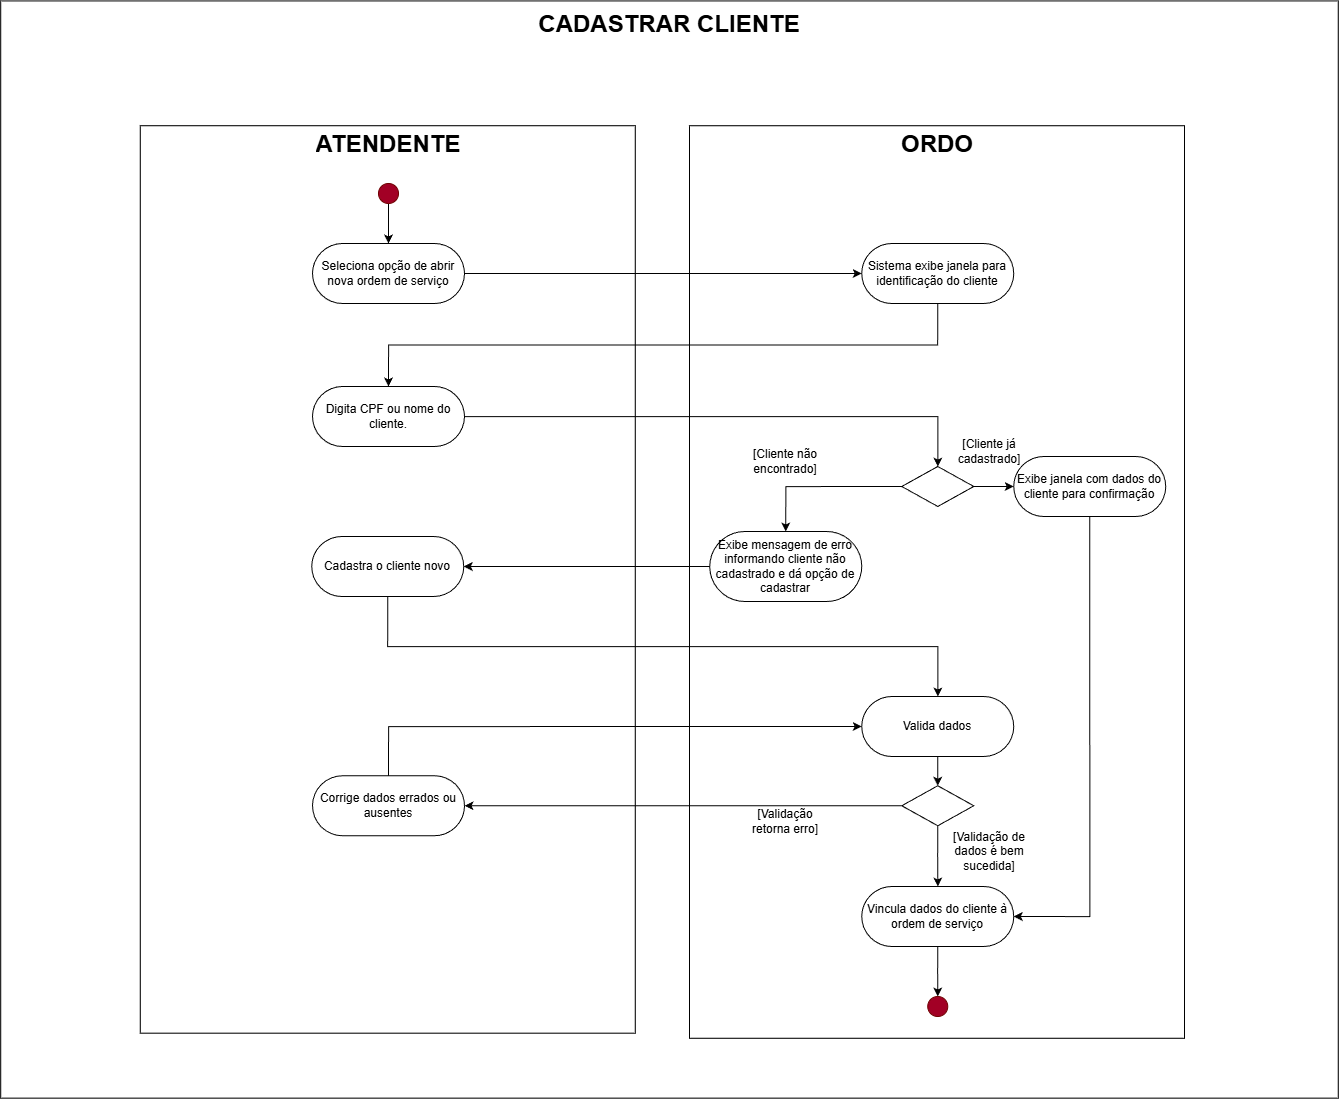 CADASTRAR CLIENTE
ATENDENTE
ORDO
Seleciona opção de abrir
nova ordem de serviço
Sistema exibe janela para
identificação do cliente
Digita CPF ou nome do
cliente.
[Cliente não
encontrado]
[Cliente já
cadastrado]
Exibe janela com dados do
cliente para confirmação
Cadastra o cliente novo
Exibe mensagem de erro
informando cliente não
cadastrado e dá opção de
cadastrar
Valida dados
Corrige dados errados ou
ausentes
[Validação
retorna erro]
[Validação de
dados é bem
sucedida]
Vincula dados do cliente à
ordem de serviço